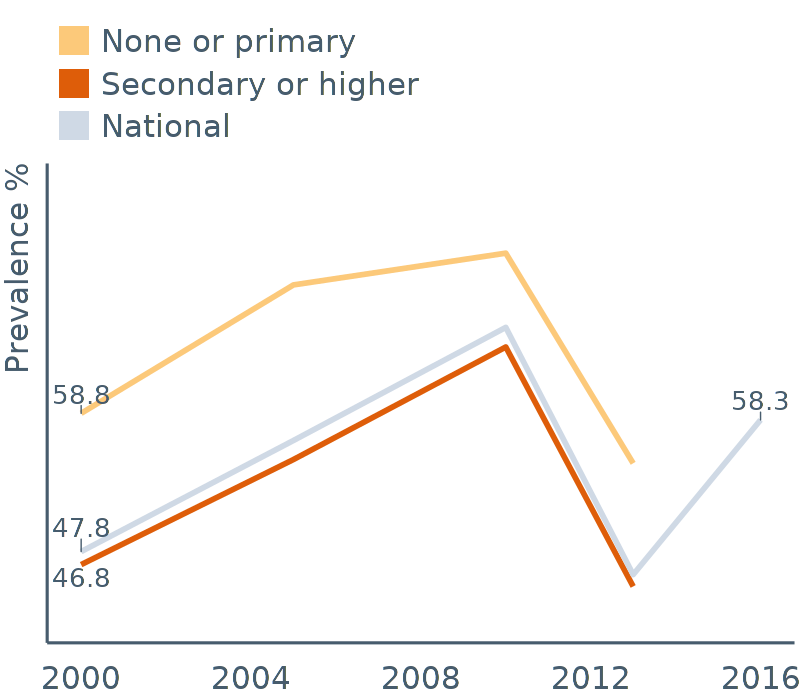 None or primary
Secondary or higher
National
Prevalence %
58.8
58.3
47.8
46.8
2000 2004 2008 2012 2016